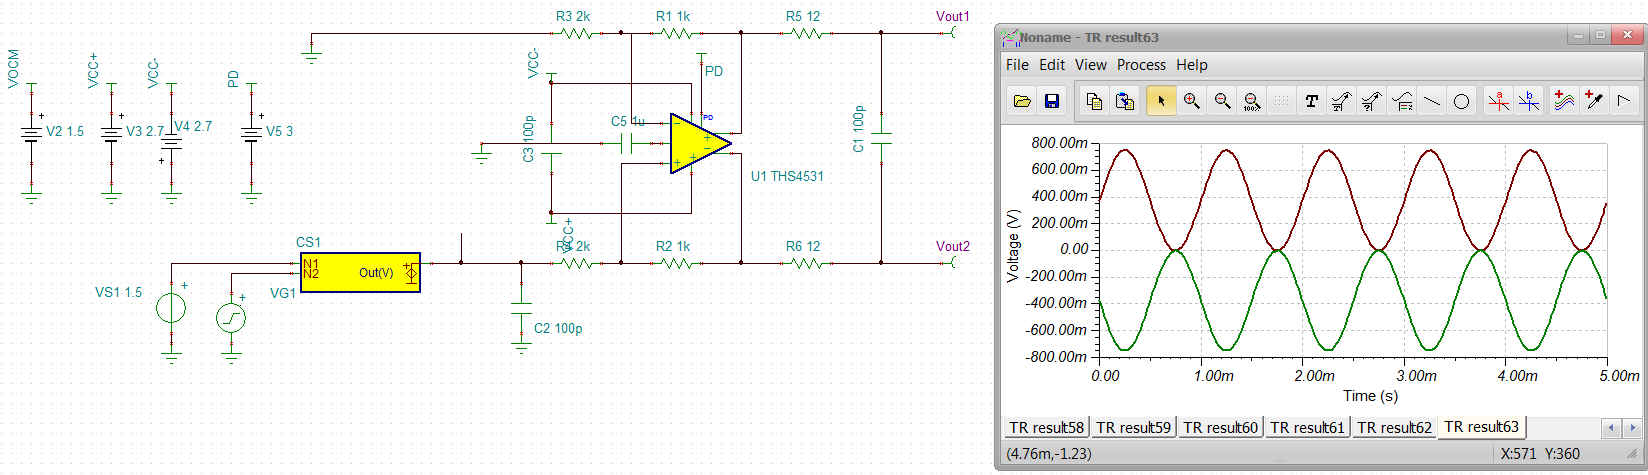 R3 2k
R1 1k
R5 12
Vout1
VOCM
VCC+
VCC-
PD
VCC-
PD
V2 1.5
V3 2.7
V4 2.7
V5 3
C3 100p
C5 1u
PD
C1 100p
U1 THS4531
VCC+
R4 2k
R2 1k
R6 12
Vout2
CS1
N1
N2
Out(V)
VS1 1.5
VG1
C2 100p
Noname - TR result63
File Edit View Process Help
100%
T
a
b
Voltage (V)
800.00m
600.00m
400.00m
200.00m
0.00
-200.00m
-400.00m
-600.00m
-800.00m
0.00 1.00m 2.00m 3.00m 4.00m 5.00m
Time (s)
TR result58 TR result59 TR result60 TR result61 TR result62 TR result63
(4.76m,-1.23) X:571 Y:360